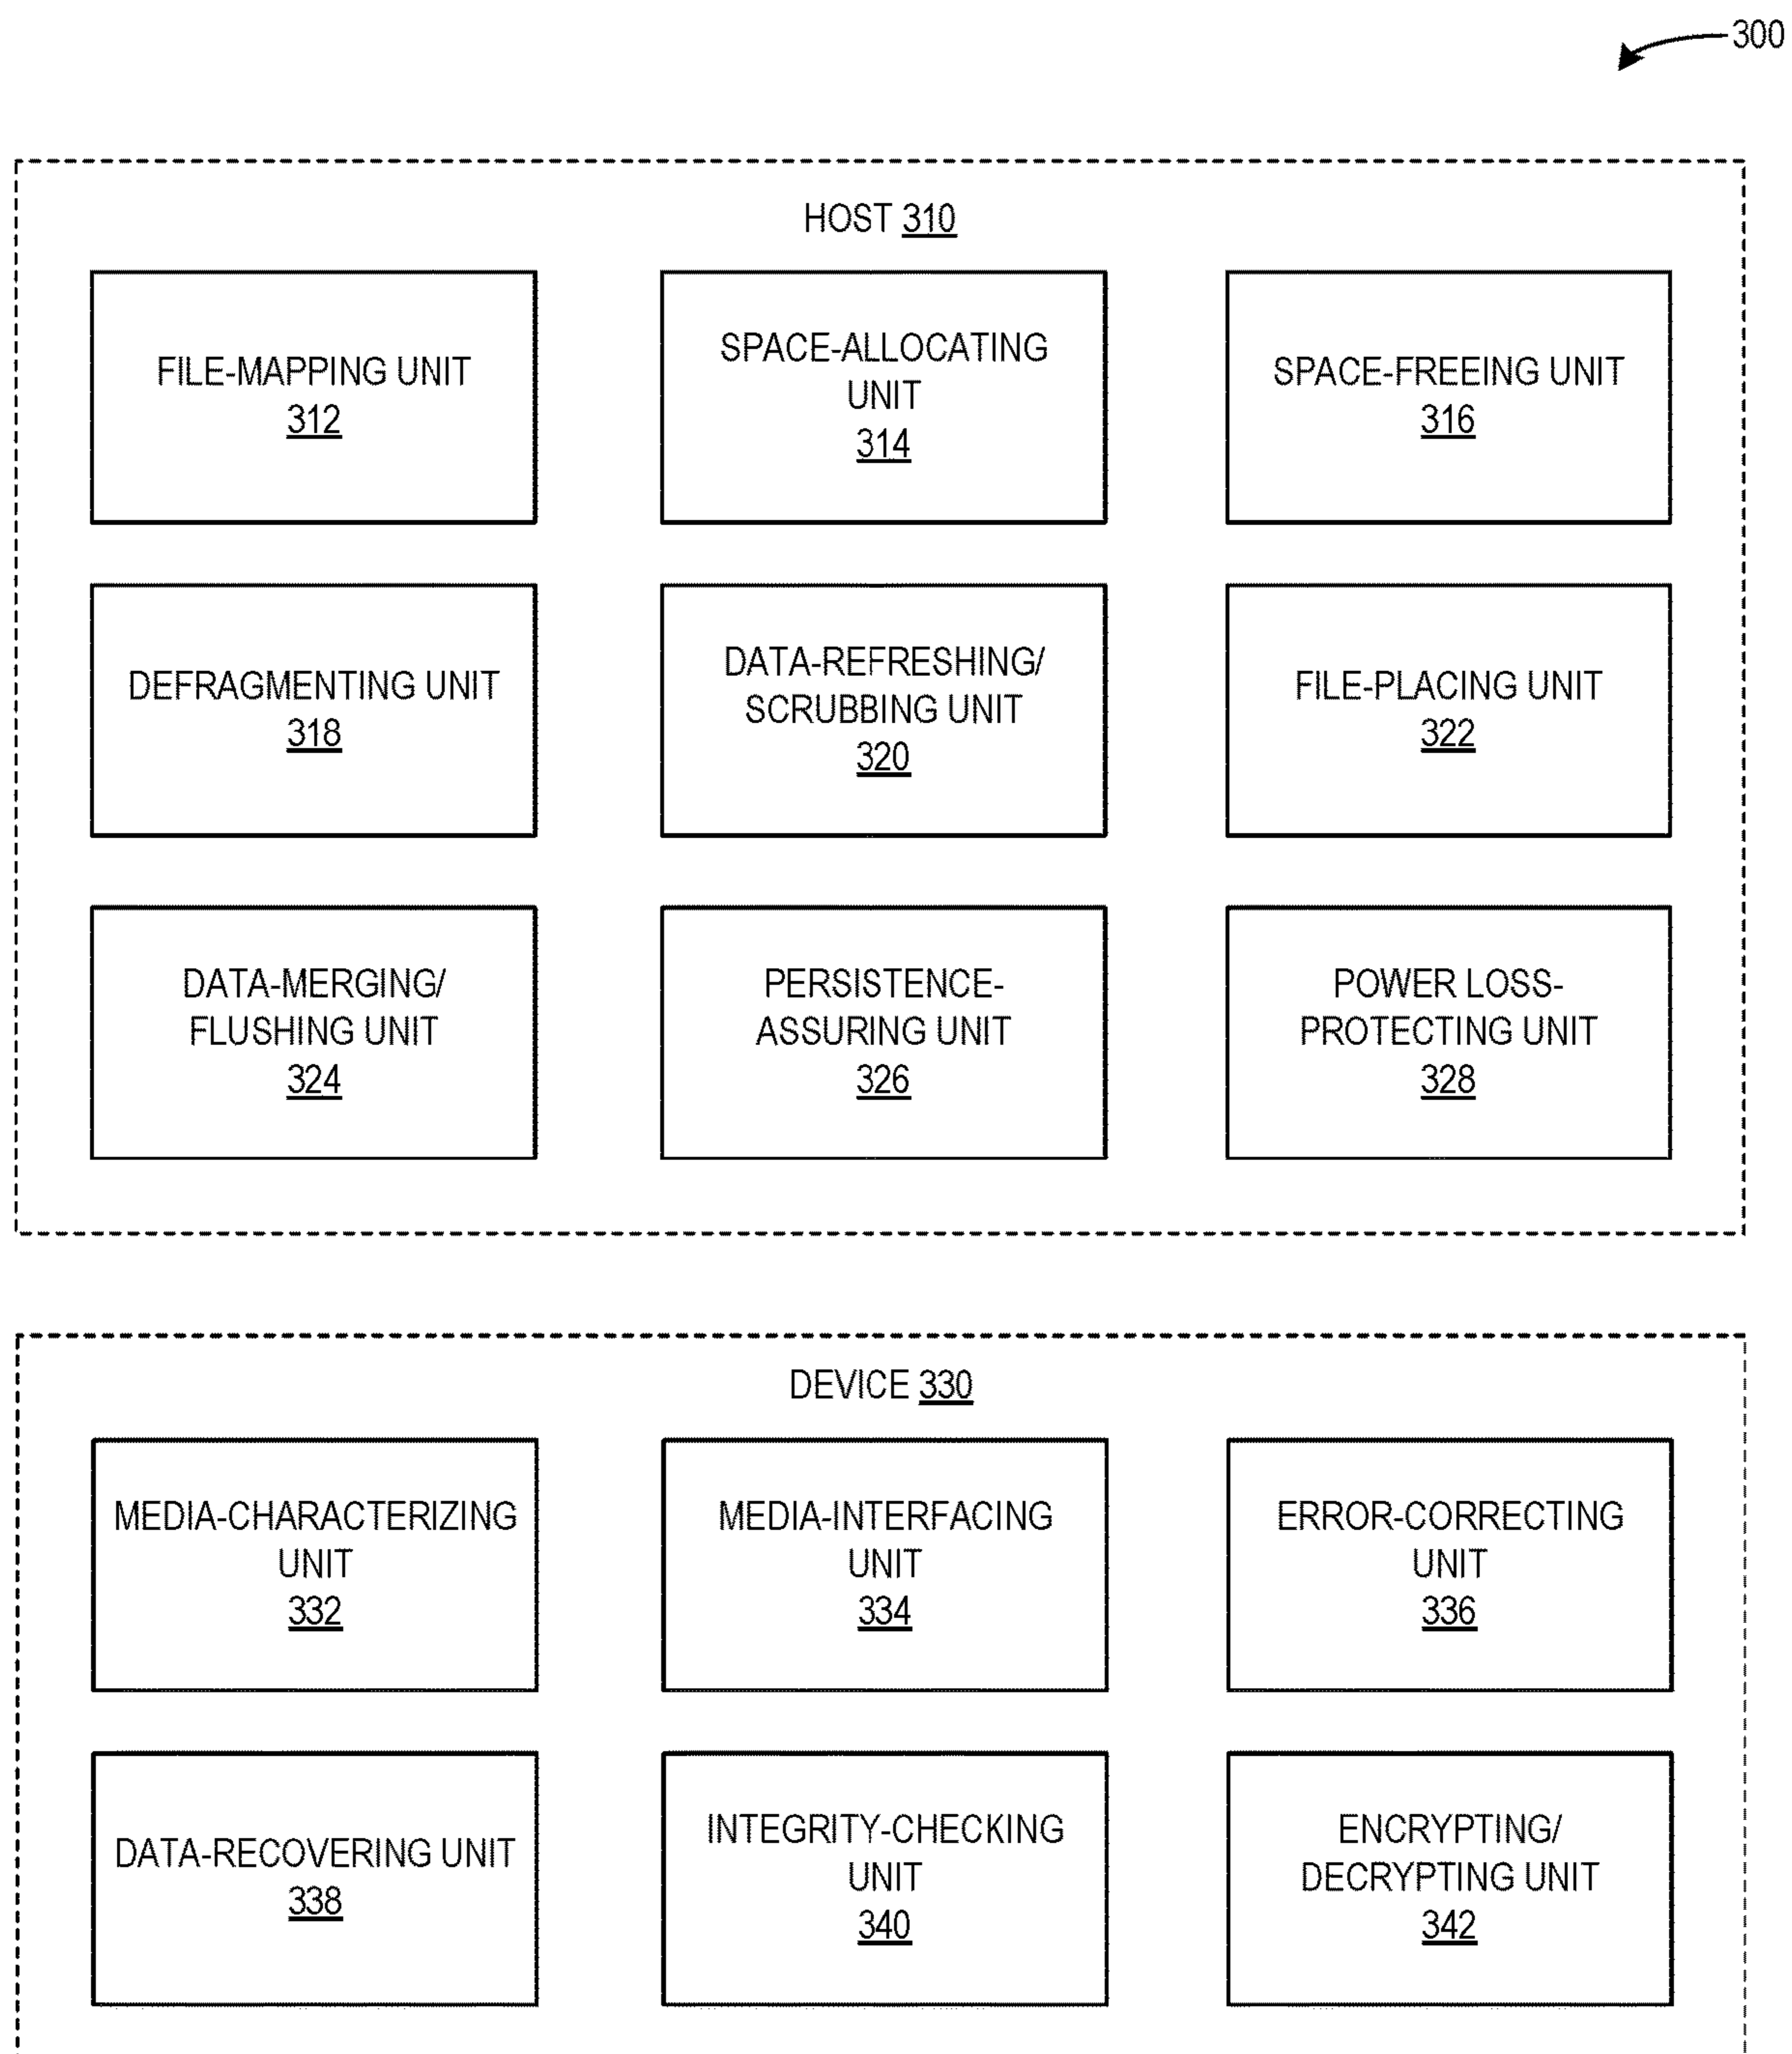 300
HOST 310
FILE-MAPPING UNIT
312
SPACE-ALLOCATING
UNIT
314
SPACE-FREEING UNIT
316
DEFRAGMENTING UNIT
318
DATA-REFRESHING/
SCRUBBING UNIT
320
FILE-PLACING UNIT
322
DATA-MERGING/
FLUSHING UNIT
324
PERSISTENCE-
ASSURING UNIT
326
POWER LOSS-
PROTECTING UNIT
328
DEVICE 330
MEDIA-CHARACTERIZING
UNIT
332
MEDIA-INTERFACING
UNIT
334
ERROR-CORRECTING
UNIT
336
DATA-RECOVERING UNIT
338
INTEGRITY-CHECKING
UNIT
340
ENCRYPTING/
DECRYPTING UNIT
342